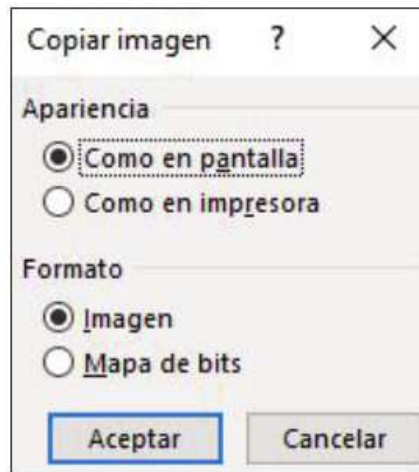 Copiar imagen ?
Apariencia
Como en pantalla
Como en impresora
Formato
Imagen
Mapa de bits
Aceptar Cancelar